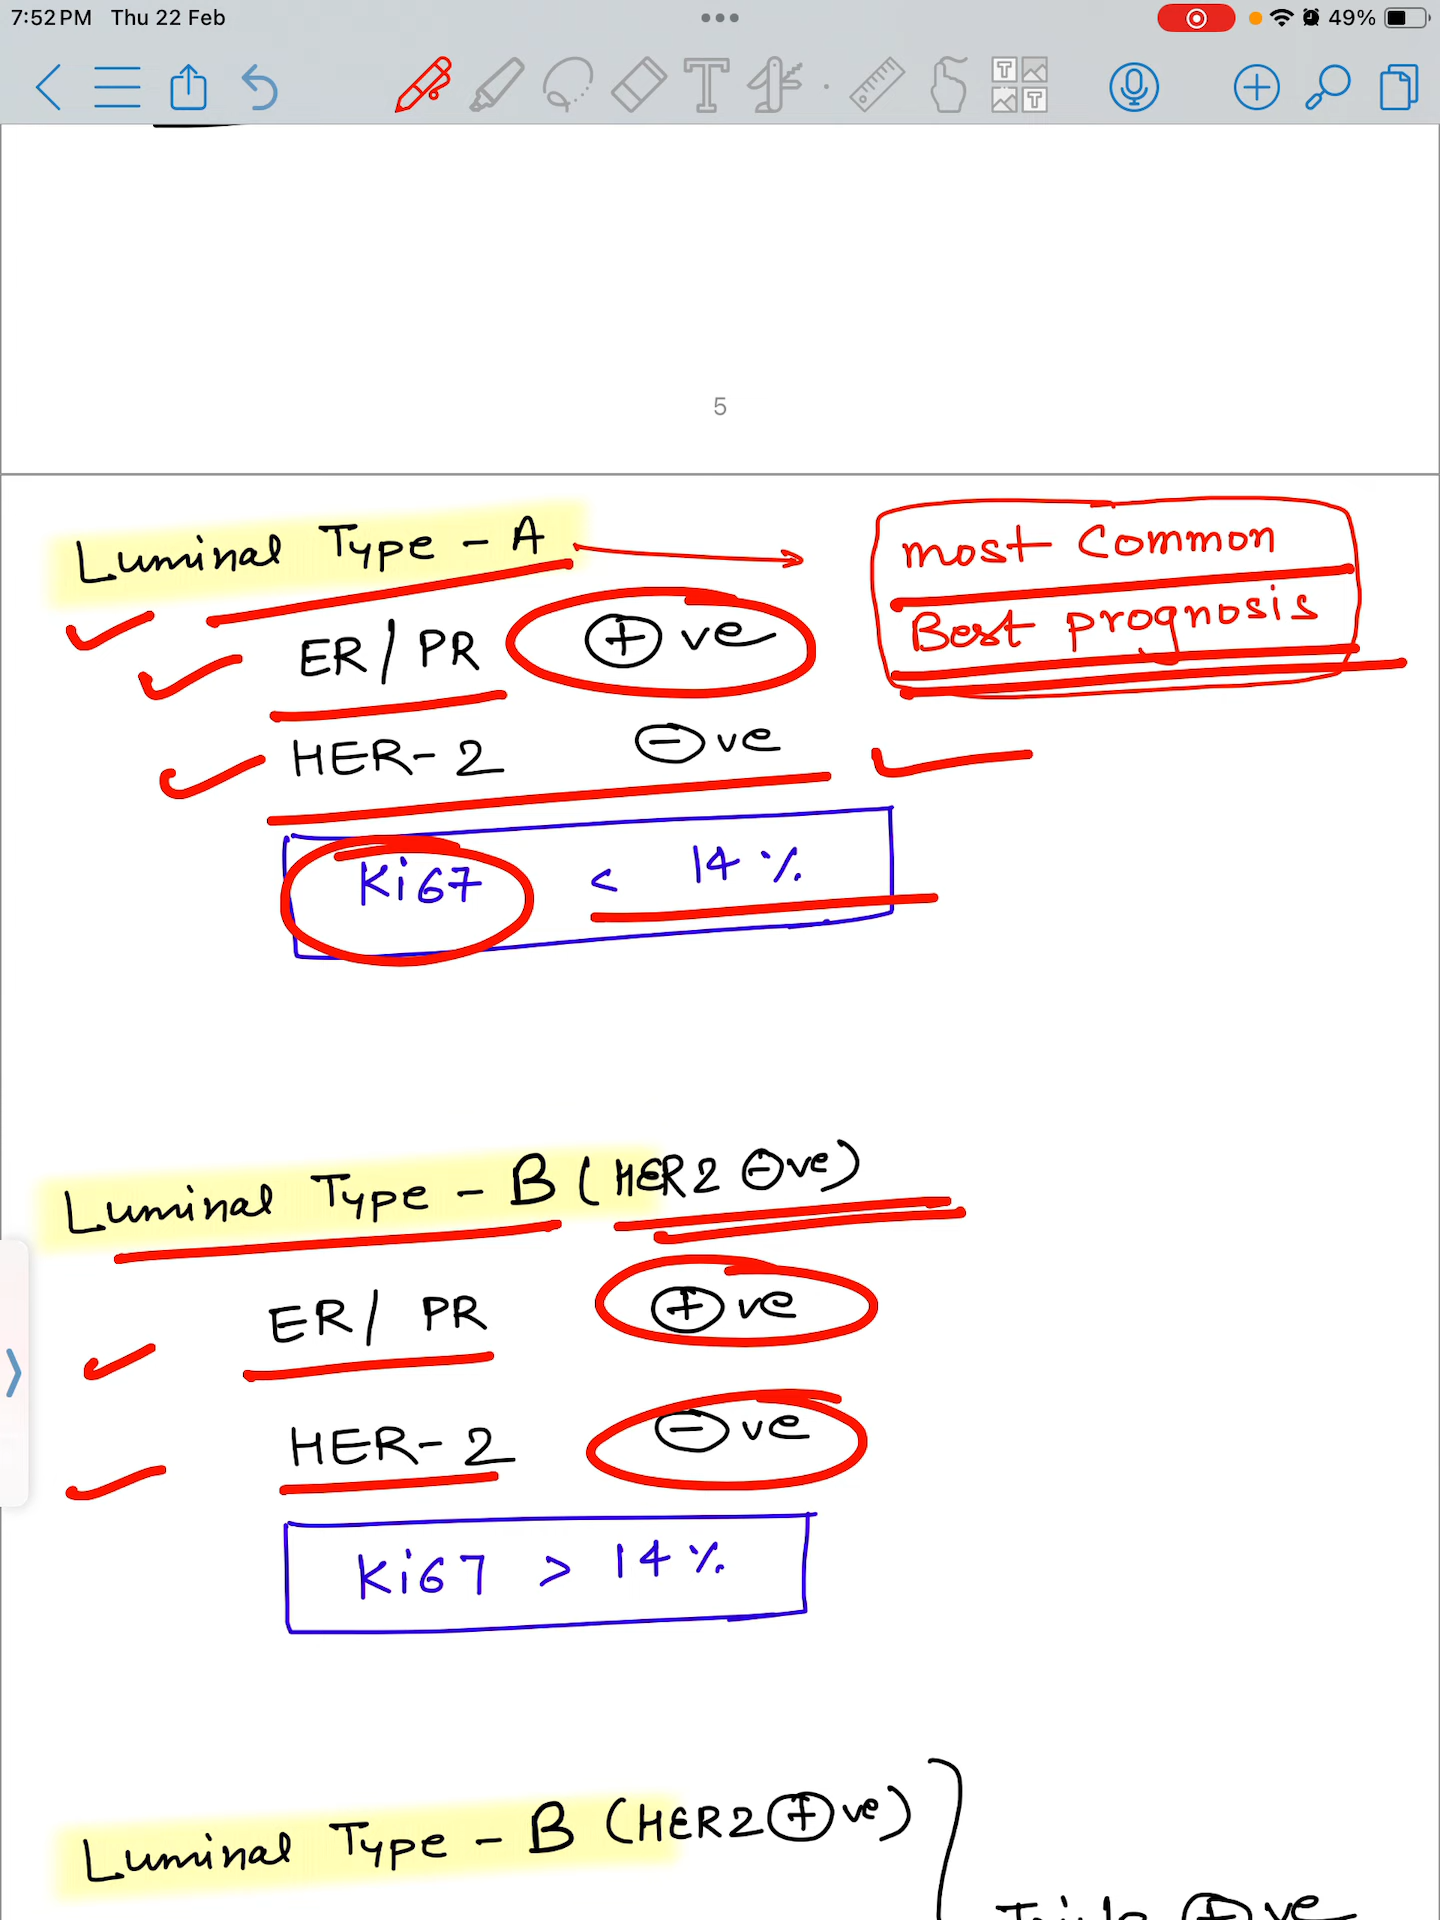 7:52 PM Thu 22 Feb
49%
5
Luminal Type - A
most Common
Best prognosis
ER / PR ⊕ ve
HER-2 ⊖ ve
Ki67 < 14 %
Luminal Type - B (HER2 ⊖ve)
ER / PR ⊕ ve
HER-2 ⊖ ve
Ki67 > 14 %
Luminal Type - B (HER2 ⊕ ve)
Triple ⊕ ve